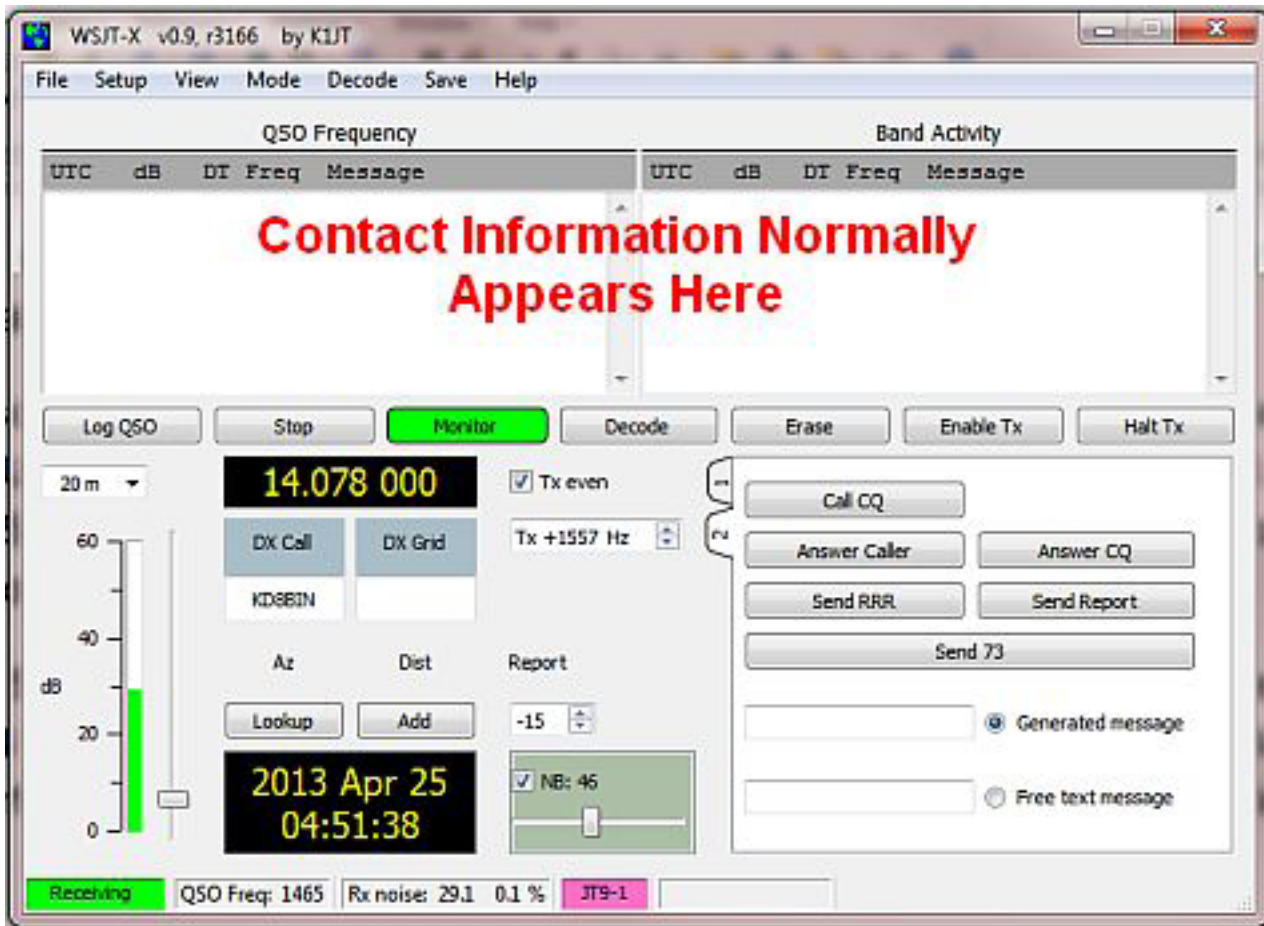 WSJT-X v0.9, r3166 by K1JT
File Setup View Mode Decode Save Help
QSO Frequency Band Activity
UTC dB DT Freq Message UTC dB DT Freq Message
Contact Information Normally
Appears Here
Log QSO Stop Monitor Decode Erase Enable Tx Halt Tx
20 m 14.078 000 Tx even 1
Call CQ
60 DX Call DX Grid Tx +1557 Hz 2
Answer Caller Answer CQ
KD8BIN Send RRR Send Report
40 Az Dist Report Send 73
dB
20 Lookup Add -15 Generated message
2013 Apr 25 NB: 46
Free text message
0 04:51:38
Receiving QSO Freq: 1465 Rx noise: 29.1 0.1 % JT9-1